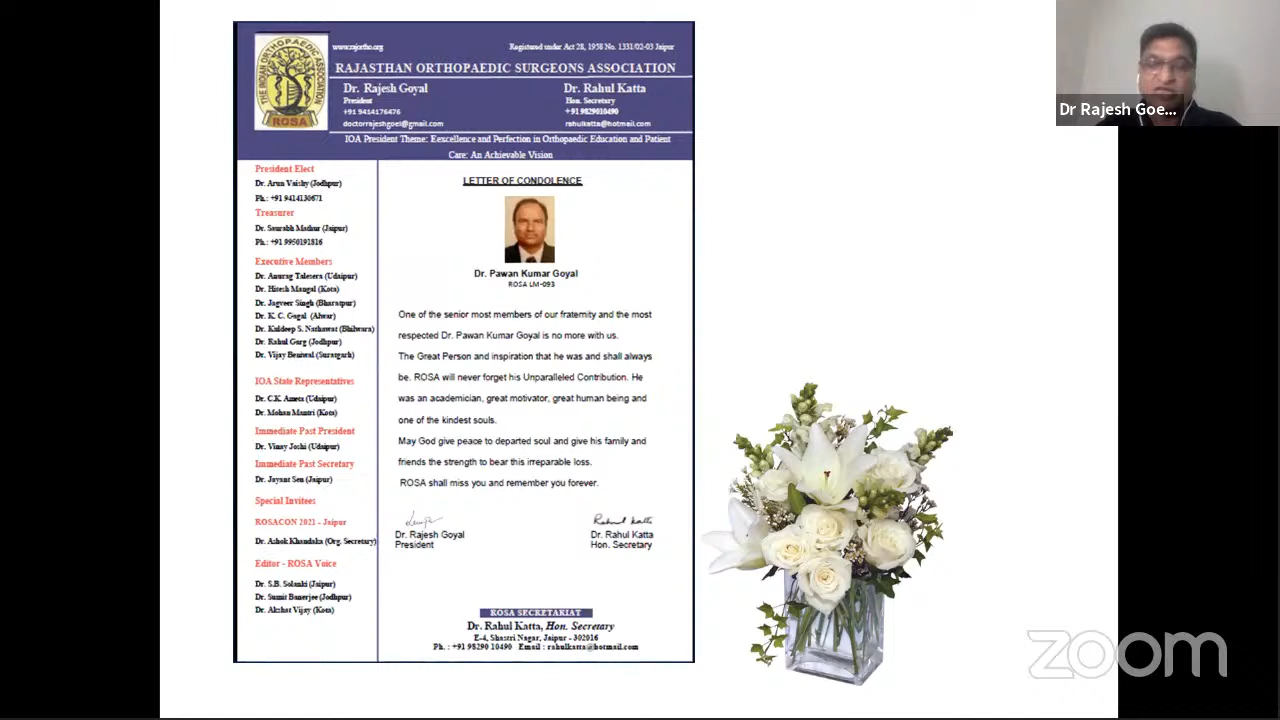 www.rajortho.org
Registered under Act 28, 1958 No. 1331/02-03 Jaipur
RAJASTHAN ORTHOPAEDIC SURGEONS ASSOCIATION
Dr. Rajesh Goyal
President
+91 9414176476
doctorrajeshgoel@gmail.com
Dr. Rahul Katta
Hon. Secretary
+91 9829010490
rahulkatta@hotmail.com
THE INDIAN ORTHOPAEDIC ASSOCIATION
ROSA
IOA President Theme: Eexcellence and Perfection in Orthopaedic Education and Patient
Care: An Achievable Vision
President Elect
Dr. Arun Vaishy (Jodhpur)
Ph.: +91 9414130671
Treasurer
Dr. Saurabh Mathur (Jaipur)
Ph.: +91 9950191816
Executive Members
Dr. Anurag Talesera (Udaipur)
Dr. Hitesh Mangal (Kota)
Dr. Jagveer Singh (Bharatpur)
Dr. K. C. Gagal (Alwar)
Dr. Kuldeep S. Nathawat (Bhilwara)
Dr. Rahul Garg (Jodhpur)
Dr. Vijay Beniwal (Suratgarh)
IOA State Representatives
Dr. C.K. Ameta (Udaipur)
Dr. Mohan Mantri (Kota)
Immediate Past President
Dr. Vinay Joshi (Udaipur)
Immediate Past Secretary
Dr. Jayant Sen (Jaipur)
Special Invitees
ROSACON 2021 - Jaipur
Dr. Ashok Khandaka (Org. Secretary)
Editor - ROSA Voice
Dr. S.B. Solanki (Jaipur)
Dr. Sumit Banerjee (Jodhpur)
Dr. Akshat Vijay (Kota)
LETTER OF CONDOLENCE
Dr. Pawan Kumar Goyal
ROSA LM-093
One of the senior most members of our fraternity and the most
respected Dr. Pawan Kumar Goyal is no more with us.
The Great Person and inspiration that he was and shall always
be. ROSA will never forget his Unparalleled Contribution. He
was an academician, great motivator, great human being and
one of the kindest souls.
May God give peace to departed soul and give his family and
friends the strength to bear this irreparable loss.
ROSA shall miss you and remember you forever.
Rahul Katta
Dr. Rajesh Goyal
President
Dr. Rahul Katta
Hon. Secretary
ROSA SECRETARIAT
Dr. Rahul Katta, Hon. Secretary
E-4, Shastri Nagar, Jaipur - 302016
Ph. : +91 98290 10490 Email : rahulkatta@hotmail.com
Dr Rajesh Goe...
zoom